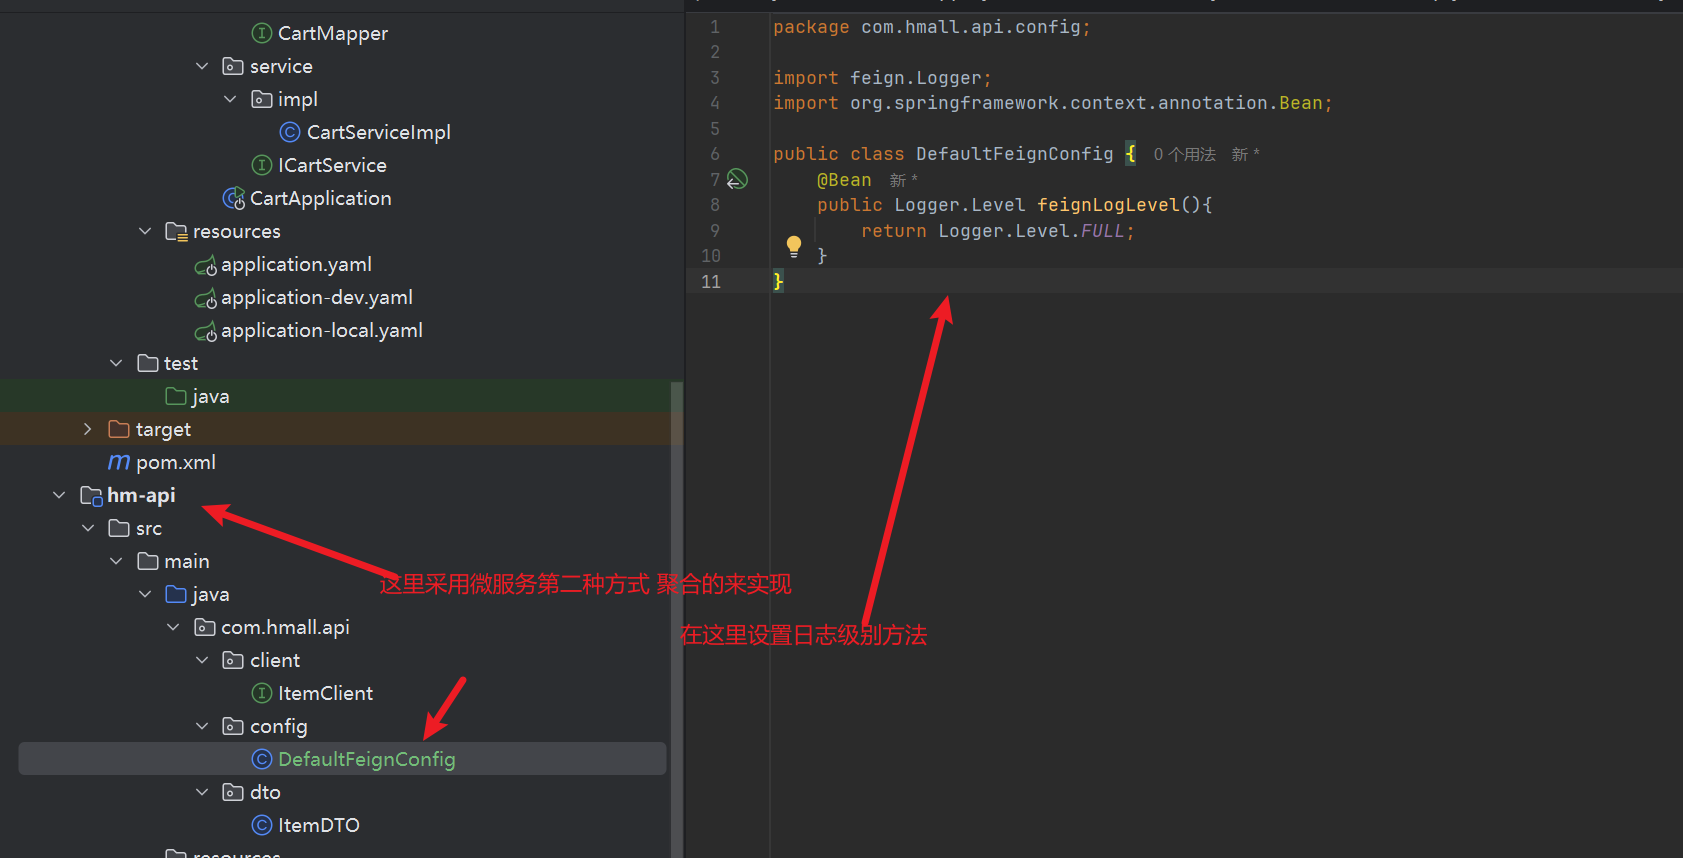 CartMapper
service
impl
CartServiceImpl
ICartService
CartApplication
resources
application.yaml
application-dev.yaml
application-local.yaml
test
java
target
pom.xml
hm-api
src
main
java
com.hmall.api
client
ItemClient
config
DefaultFeignConfig
dto
ItemDTO
resources
这里采用微服务第二种方式 聚合的来实现
在这里设置日志级别方法
1 package com.hmall.api.config;
2
3 import feign.Logger;
4 import org.springframework.context.annotation.Bean;
5
6 public class DefaultFeignConfig { 0 个用法 新 *
7 @Bean 新 *
8 public Logger.Level feignLogLevel(){
9 return Logger.Level.FULL;
10 }
11 }